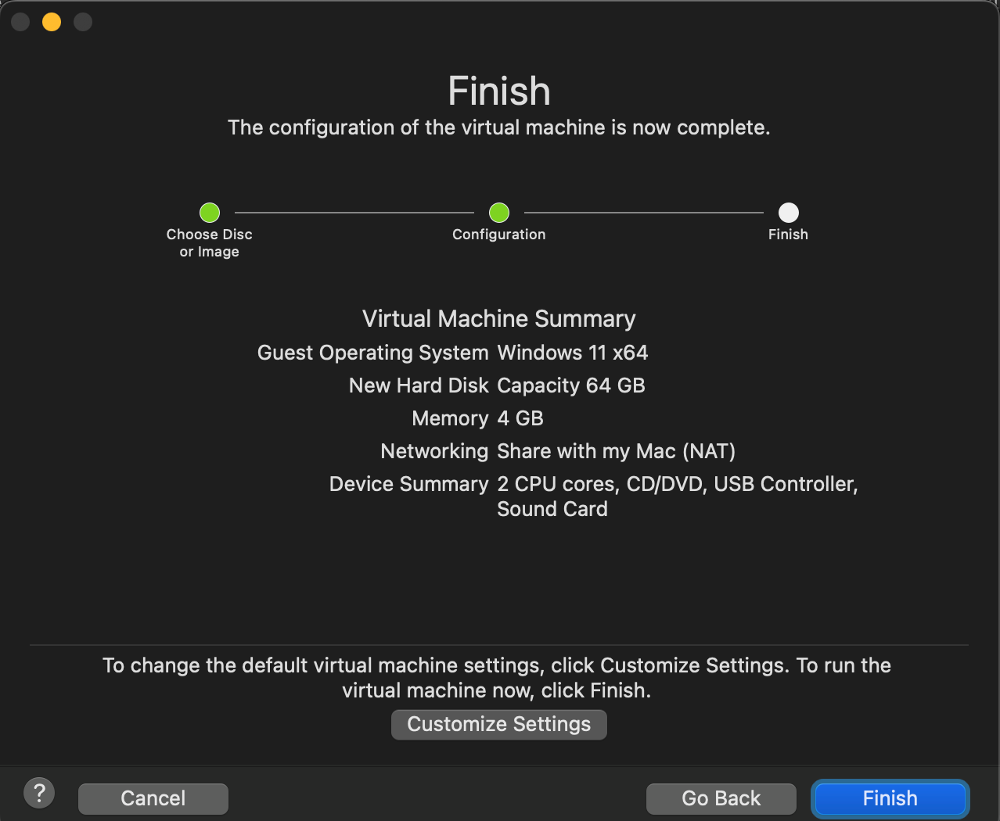 Finish
The configuration of the virtual machine is now complete.
Choose Disc
or Image
Configuration
Finish
Virtual Machine Summary
Guest Operating System Windows 11 x64
New Hard Disk Capacity 64 GB
Memory 4 GB
Networking Share with my Mac (NAT)
Device Summary 2 CPU cores, CD/DVD, USB Controller,
Sound Card
To change the default virtual machine settings, click Customize Settings. To run the
virtual machine now, click Finish.
Customize Settings
?
Cancel
Go Back
Finish